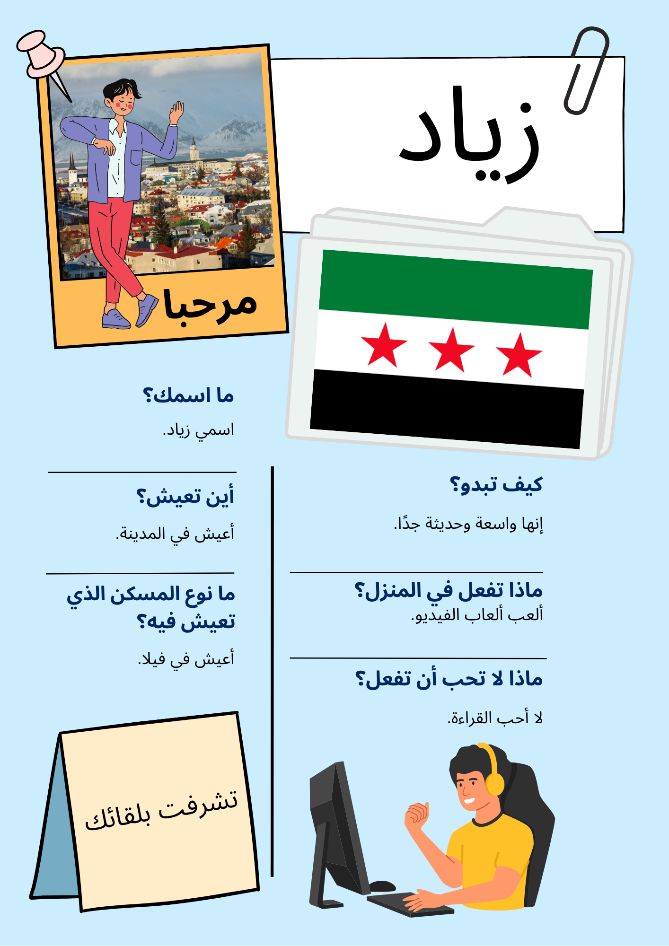 زياد
مرحبا
ما اسمك؟
اسمي زياد.
أين تعيش؟
أعيش في المدينة.
ما نوع المسكن الذي
تعيش فيه؟
أعيش في فيلا.
كيف تبدو؟
إنها واسعة وحديثة جدًا.
ماذا تفعل في المنزل؟
ألعب ألعاب الفيديو.
ماذا لا تحب أن تفعل؟
لا أحب القراءة.
تشرفت بلقائك